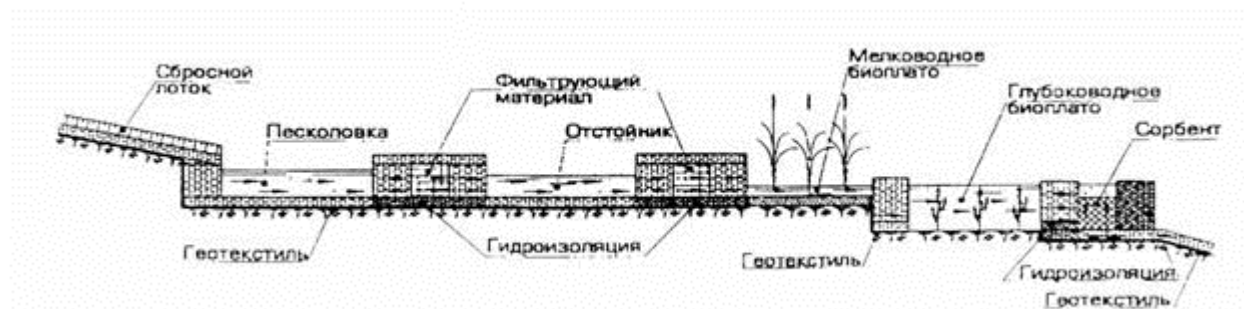 Сбросной
лоток
Песколовка
Фильтрующий
материал
Отстойник
Мелководное
биоплато
Глубоководное
биоплато
Сорбент
Геотекстиль
Гидроизоляция
Геотекстиль
Гидроизоляция
Геотекстиль